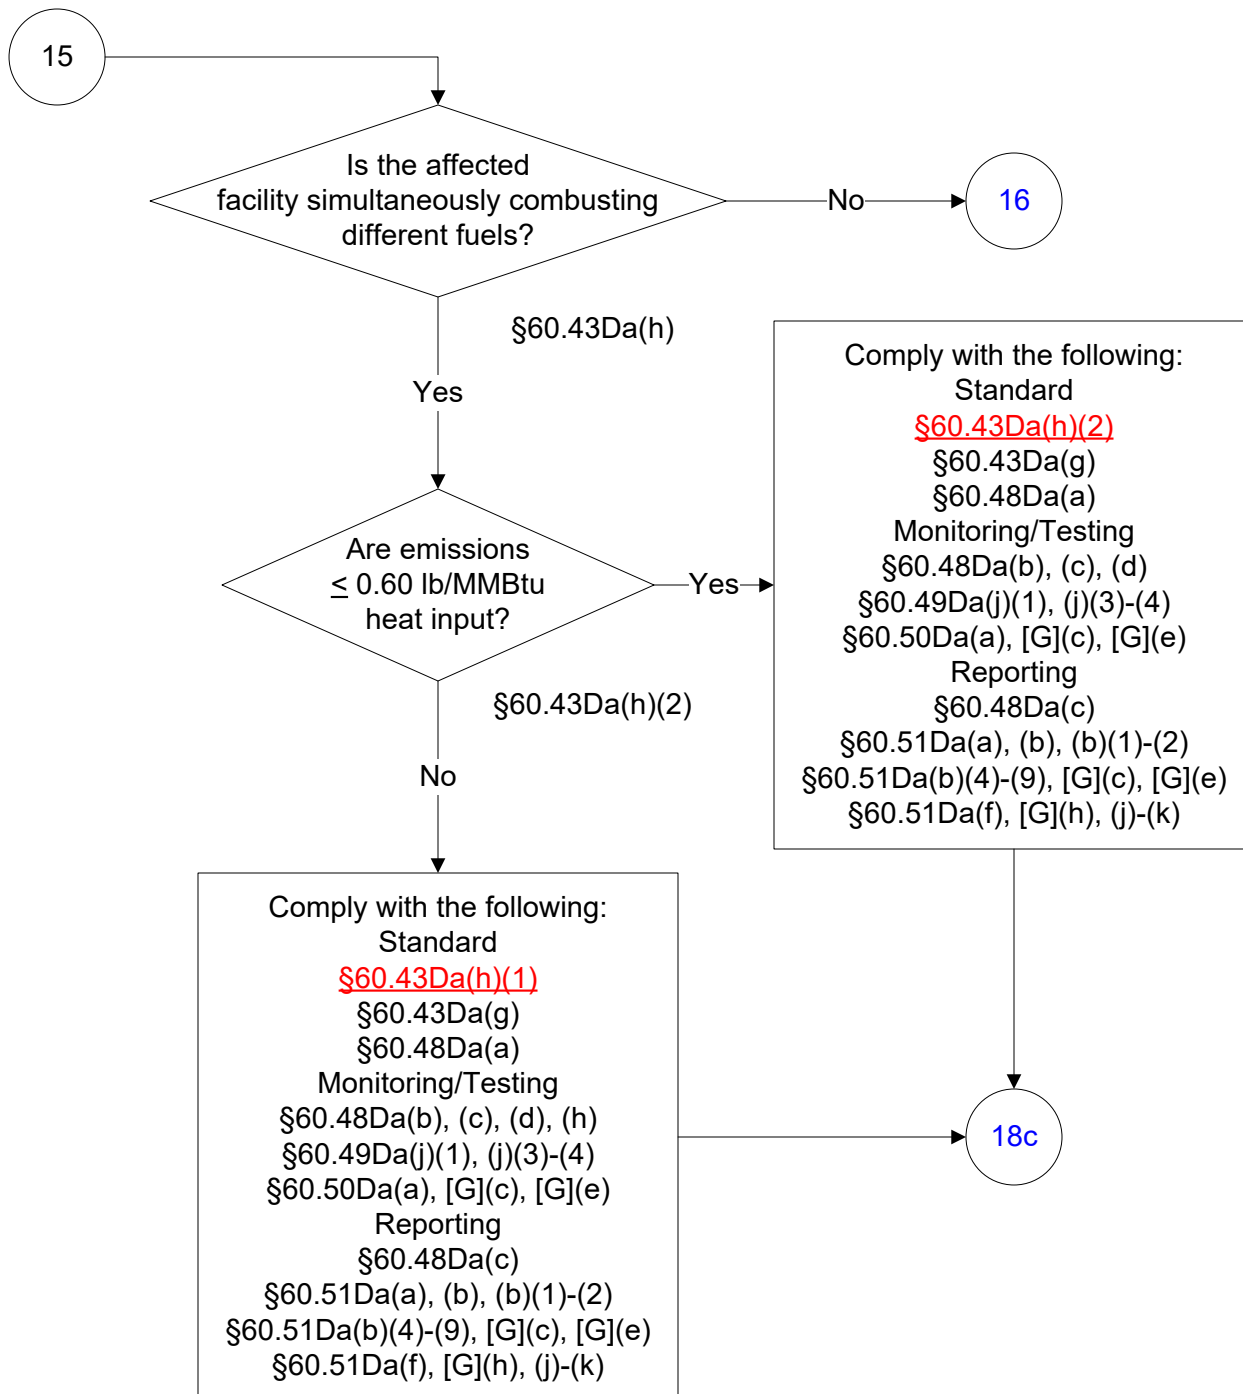 15
Is the affected
facility simultaneously combusting
different fuels?
No
16
§60.43Da(h)
Yes
Are emissions
≤ 0.60 lb/MMBtu
heat input?
Yes
Comply with the following:
Standard
§60.43Da(h)(2)
§60.43Da(g)
§60.48Da(a)
Monitoring/Testing
§60.48Da(b), (c), (d)
§60.49Da(j)(1), (j)(3)-(4)
§60.50Da(a), [G](c), [G](e)
Reporting
§60.48Da(c)
§60.51Da(a), (b), (b)(1)-(2)
§60.51Da(b)(4)-(9), [G](c), [G](e)
§60.51Da(f), [G](h), (j)-(k)
§60.43Da(h)(2)
No
Comply with the following:
Standard
§60.43Da(h)(1)
§60.43Da(g)
§60.48Da(a)
Monitoring/Testing
§60.48Da(b), (c), (d), (h)
§60.49Da(j)(1), (j)(3)-(4)
§60.50Da(a), [G](c), [G](e)
Reporting
§60.48Da(c)
§60.51Da(a), (b), (b)(1)-(2)
§60.51Da(b)(4)-(9), [G](c), [G](e)
§60.51Da(f), [G](h), (j)-(k)
18c